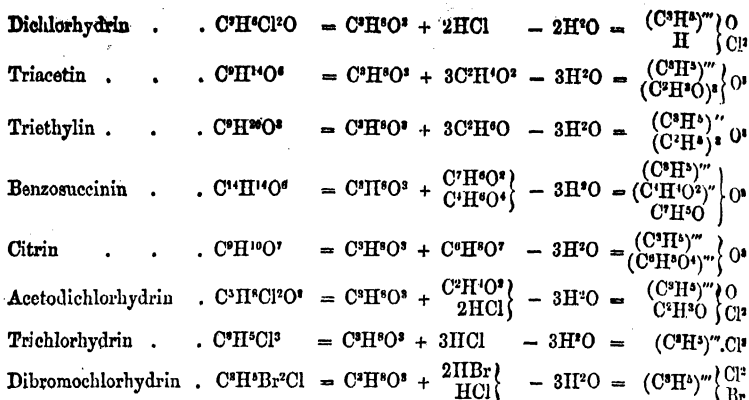 Dichlorhydrin . . C³H⁶Cl²O = C³H⁸O³ + 2HCl − 2H²O = (C³H⁵)‴ H } O Cl²
Triacetin . . . C⁹H¹⁴O⁶ = C³H⁸O³ + 3C²H⁴O² − 3H²O = (C³H⁵)‴ (C²H³O)³ } O³
Triethylin . . . C⁹H²⁰O³ = C³H⁸O³ + 3C²H⁶O − 3H²O = (C³H⁵)″ (C²H⁵)³ } O³
Benzosuccinin . . C¹⁴H¹⁴O⁶ = C³H⁸O³ + C⁷H⁶O² C⁴H⁶O⁴ } − 3H²O = (C³H⁵)‴ (C⁴H⁴O²)″ C⁷H⁵O } O³
Citrin . . . C⁹H¹⁰O⁷ = C³H⁸O³ + C⁶H⁸O⁷ − 3H²O = (C³H⁵)‴ (C⁶H⁵O⁴)‴ } O³
Acetodichlorhydrin . C⁵H⁸Cl²O² = C³H⁸O³ + C²H⁴O² 2HCl } − 3H²O = (C³H⁵)‴ C²H³O } O Cl²
Trichlorhydrin . . C³H⁵Cl³ = C³H⁸O³ + 3HCl − 3H²O = (C³H⁵)‴.Cl³
Dibromochlorhydrin . C³H⁵Br²Cl = C³H⁸O³ + 2HBr HCl } − 3H²O = (C³H⁵)‴ { Cl² Br